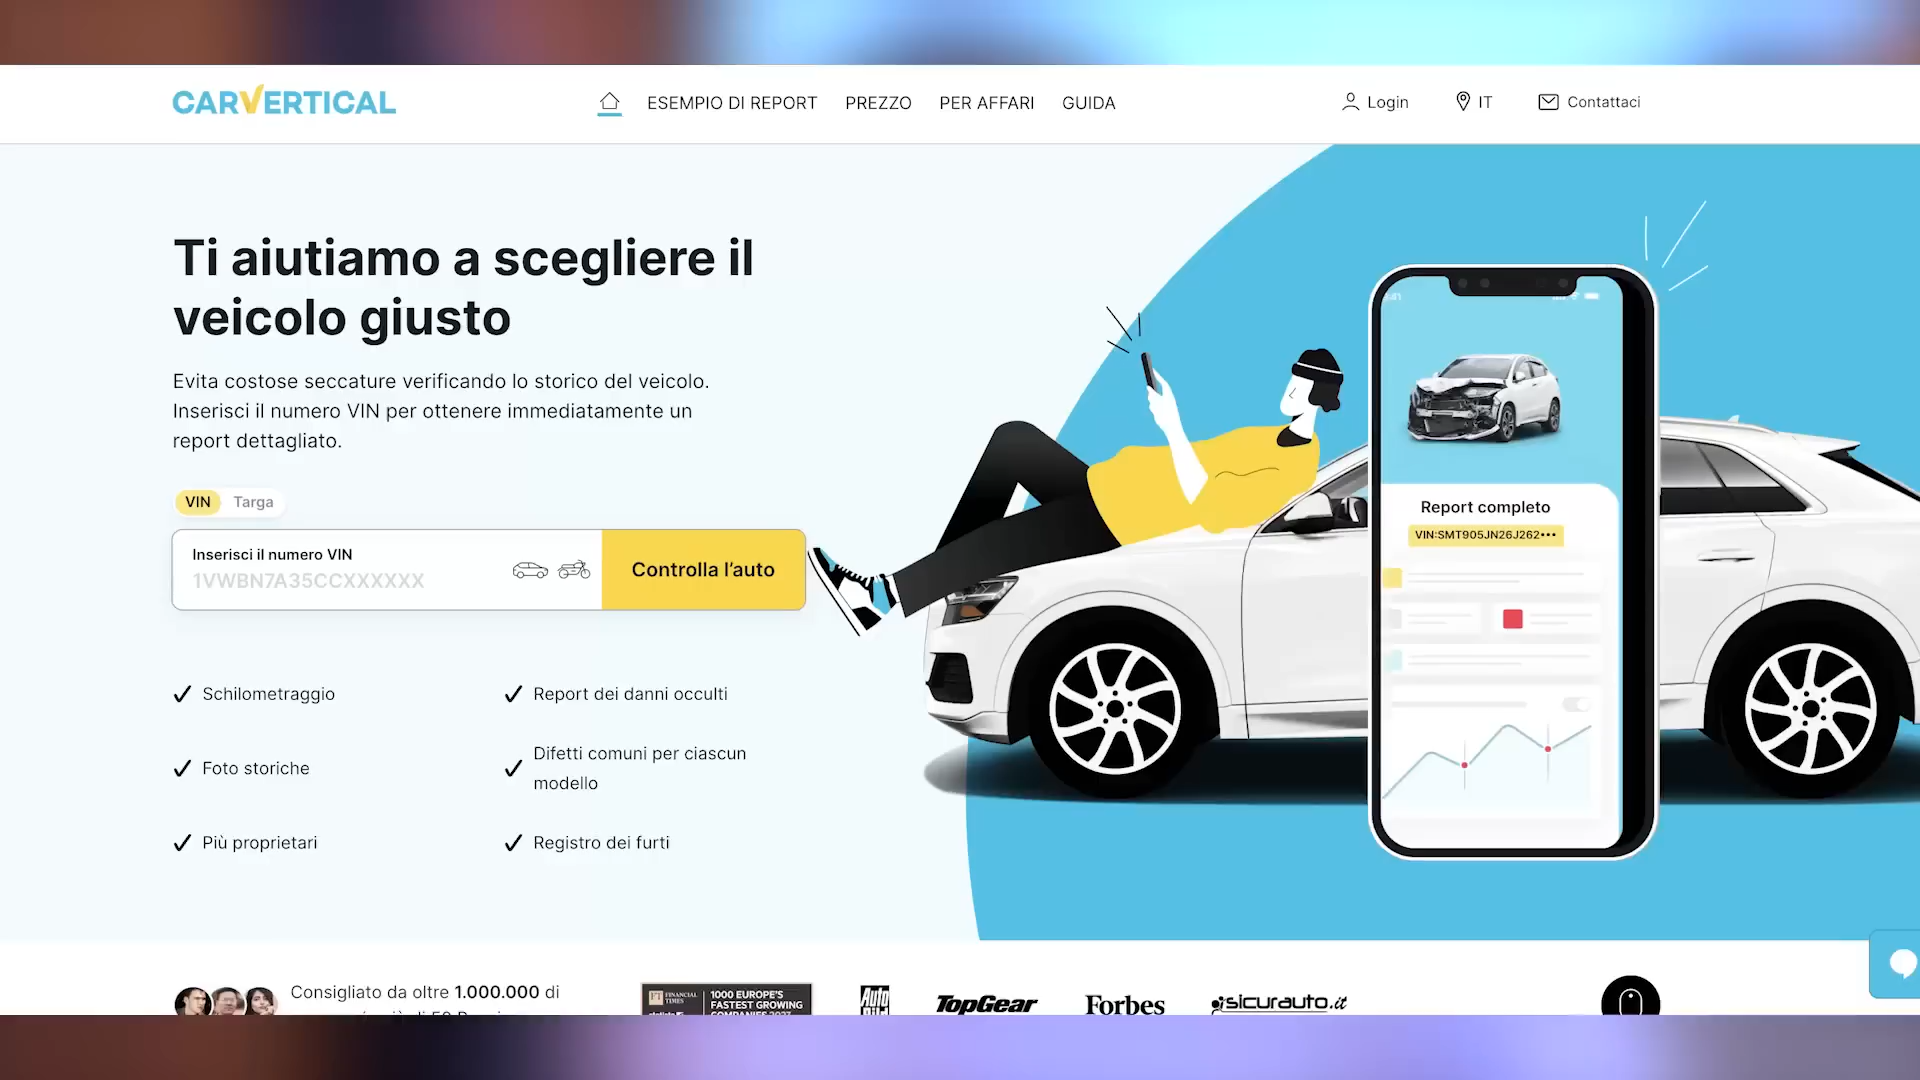 CARVERTICAL
ESEMPIO DI REPORT
PREZZO
PER AFFARI
GUIDA
Login
IT
Contattaci
Ti aiutiamo a scegliere il
veicolo giusto
Evita costose seccature verificando lo storico del veicolo.
Inserisci il numero VIN per ottenere immediatamente un
report dettagliato.
VIN
Targa
Inserisci il numero VIN
1VWBN7A35CCXXXXXX
Controlla l'auto
Schilometraggio
Report dei danni occulti
Foto storiche
Difetti comuni per ciascun
modello
Più proprietari
Registro dei furti
Report completo
VIN:SMT905JN26J262•••
Consigliato da oltre 1.000.000 di
FT FINANCIAL
TIMES
1000 EUROPE'S
FASTEST GROWING
Auto
TopGear
Forbes
sicurauto.it